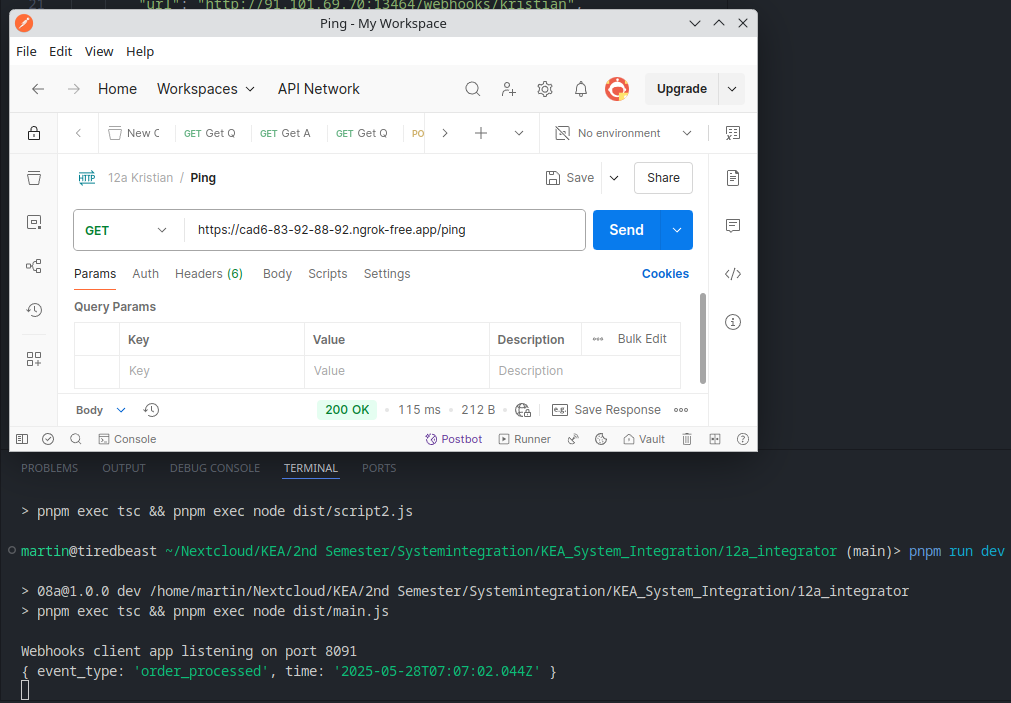 21 "url": "http://91.101.69.70:13464/webhooks/kristian",
Ping - My Workspace
File Edit View Help
Home Workspaces API Network Upgrade
New C GET Get Q GET Get A GET Get Q PO No environment
HTTP 12a Kristian / Ping Save Share
GET https://cad6-83-92-88-92.ngrok-free.app/ping Send
Params Auth Headers (6) Body Scripts Settings Cookies
Query Params
Key Value Description Bulk Edit
Key Value Description
Body 200 OK 115 ms 212 B e.g. Save Response
Console Postbot Runner Vault
PROBLEMS OUTPUT DEBUG CONSOLE TERMINAL PORTS
> pnpm exec tsc && pnpm exec node dist/script2.js
martin@tiredbeast ~/Nextcloud/KEA/2nd Semester/Systemintegration/KEA_System_Integration/12a_integrator (main)> pnpm run dev
> 08a@1.0.0 dev /home/martin/Nextcloud/KEA/2nd Semester/Systemintegration/KEA_System_Integration/12a_integrator
> pnpm exec tsc && pnpm exec node dist/main.js
Webhooks client app listening on port 8091
{ event_type: 'order_processed', time: '2025-05-28T07:07:02.044Z' }